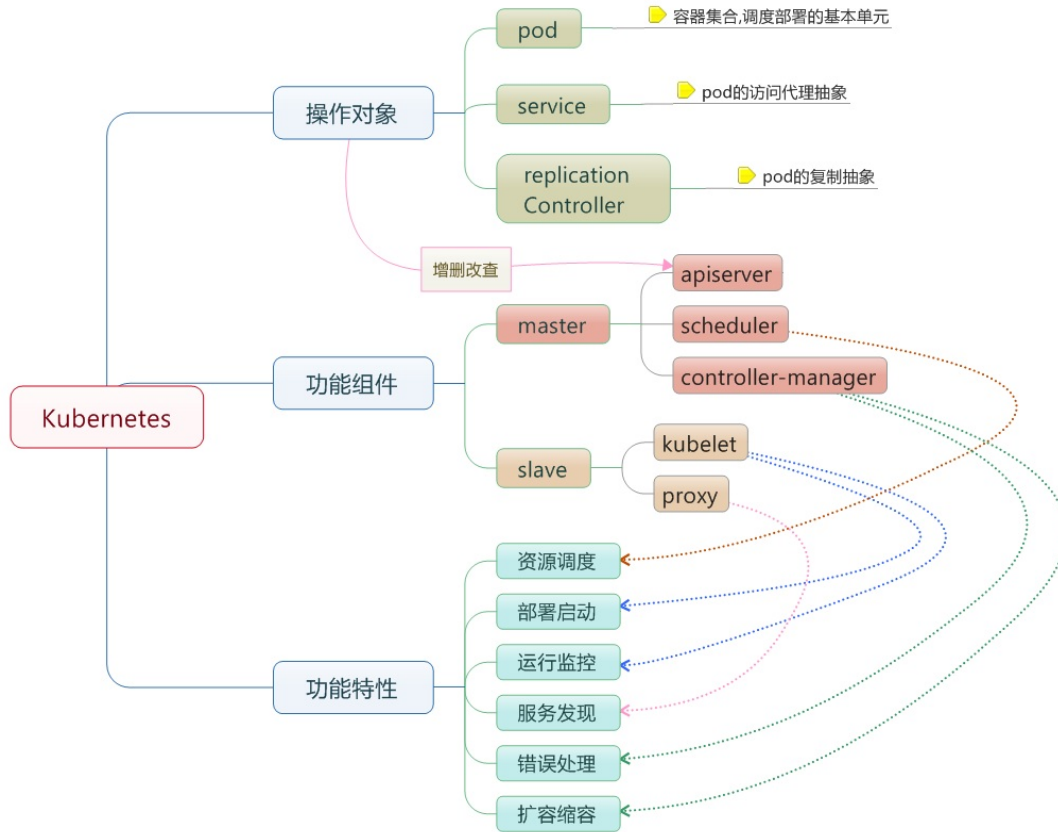 pod
容器集合,调度部署的基本单元
操作对象
service
pod的访问代理抽象
replication
Controller
pod的复制抽象
增删改查
apiserver
master
scheduler
功能组件
controller-manager
Kubernetes
kubelet
slave
proxy
资源调度
部署启动
运行监控
功能特性
服务发现
错误处理
扩容缩容